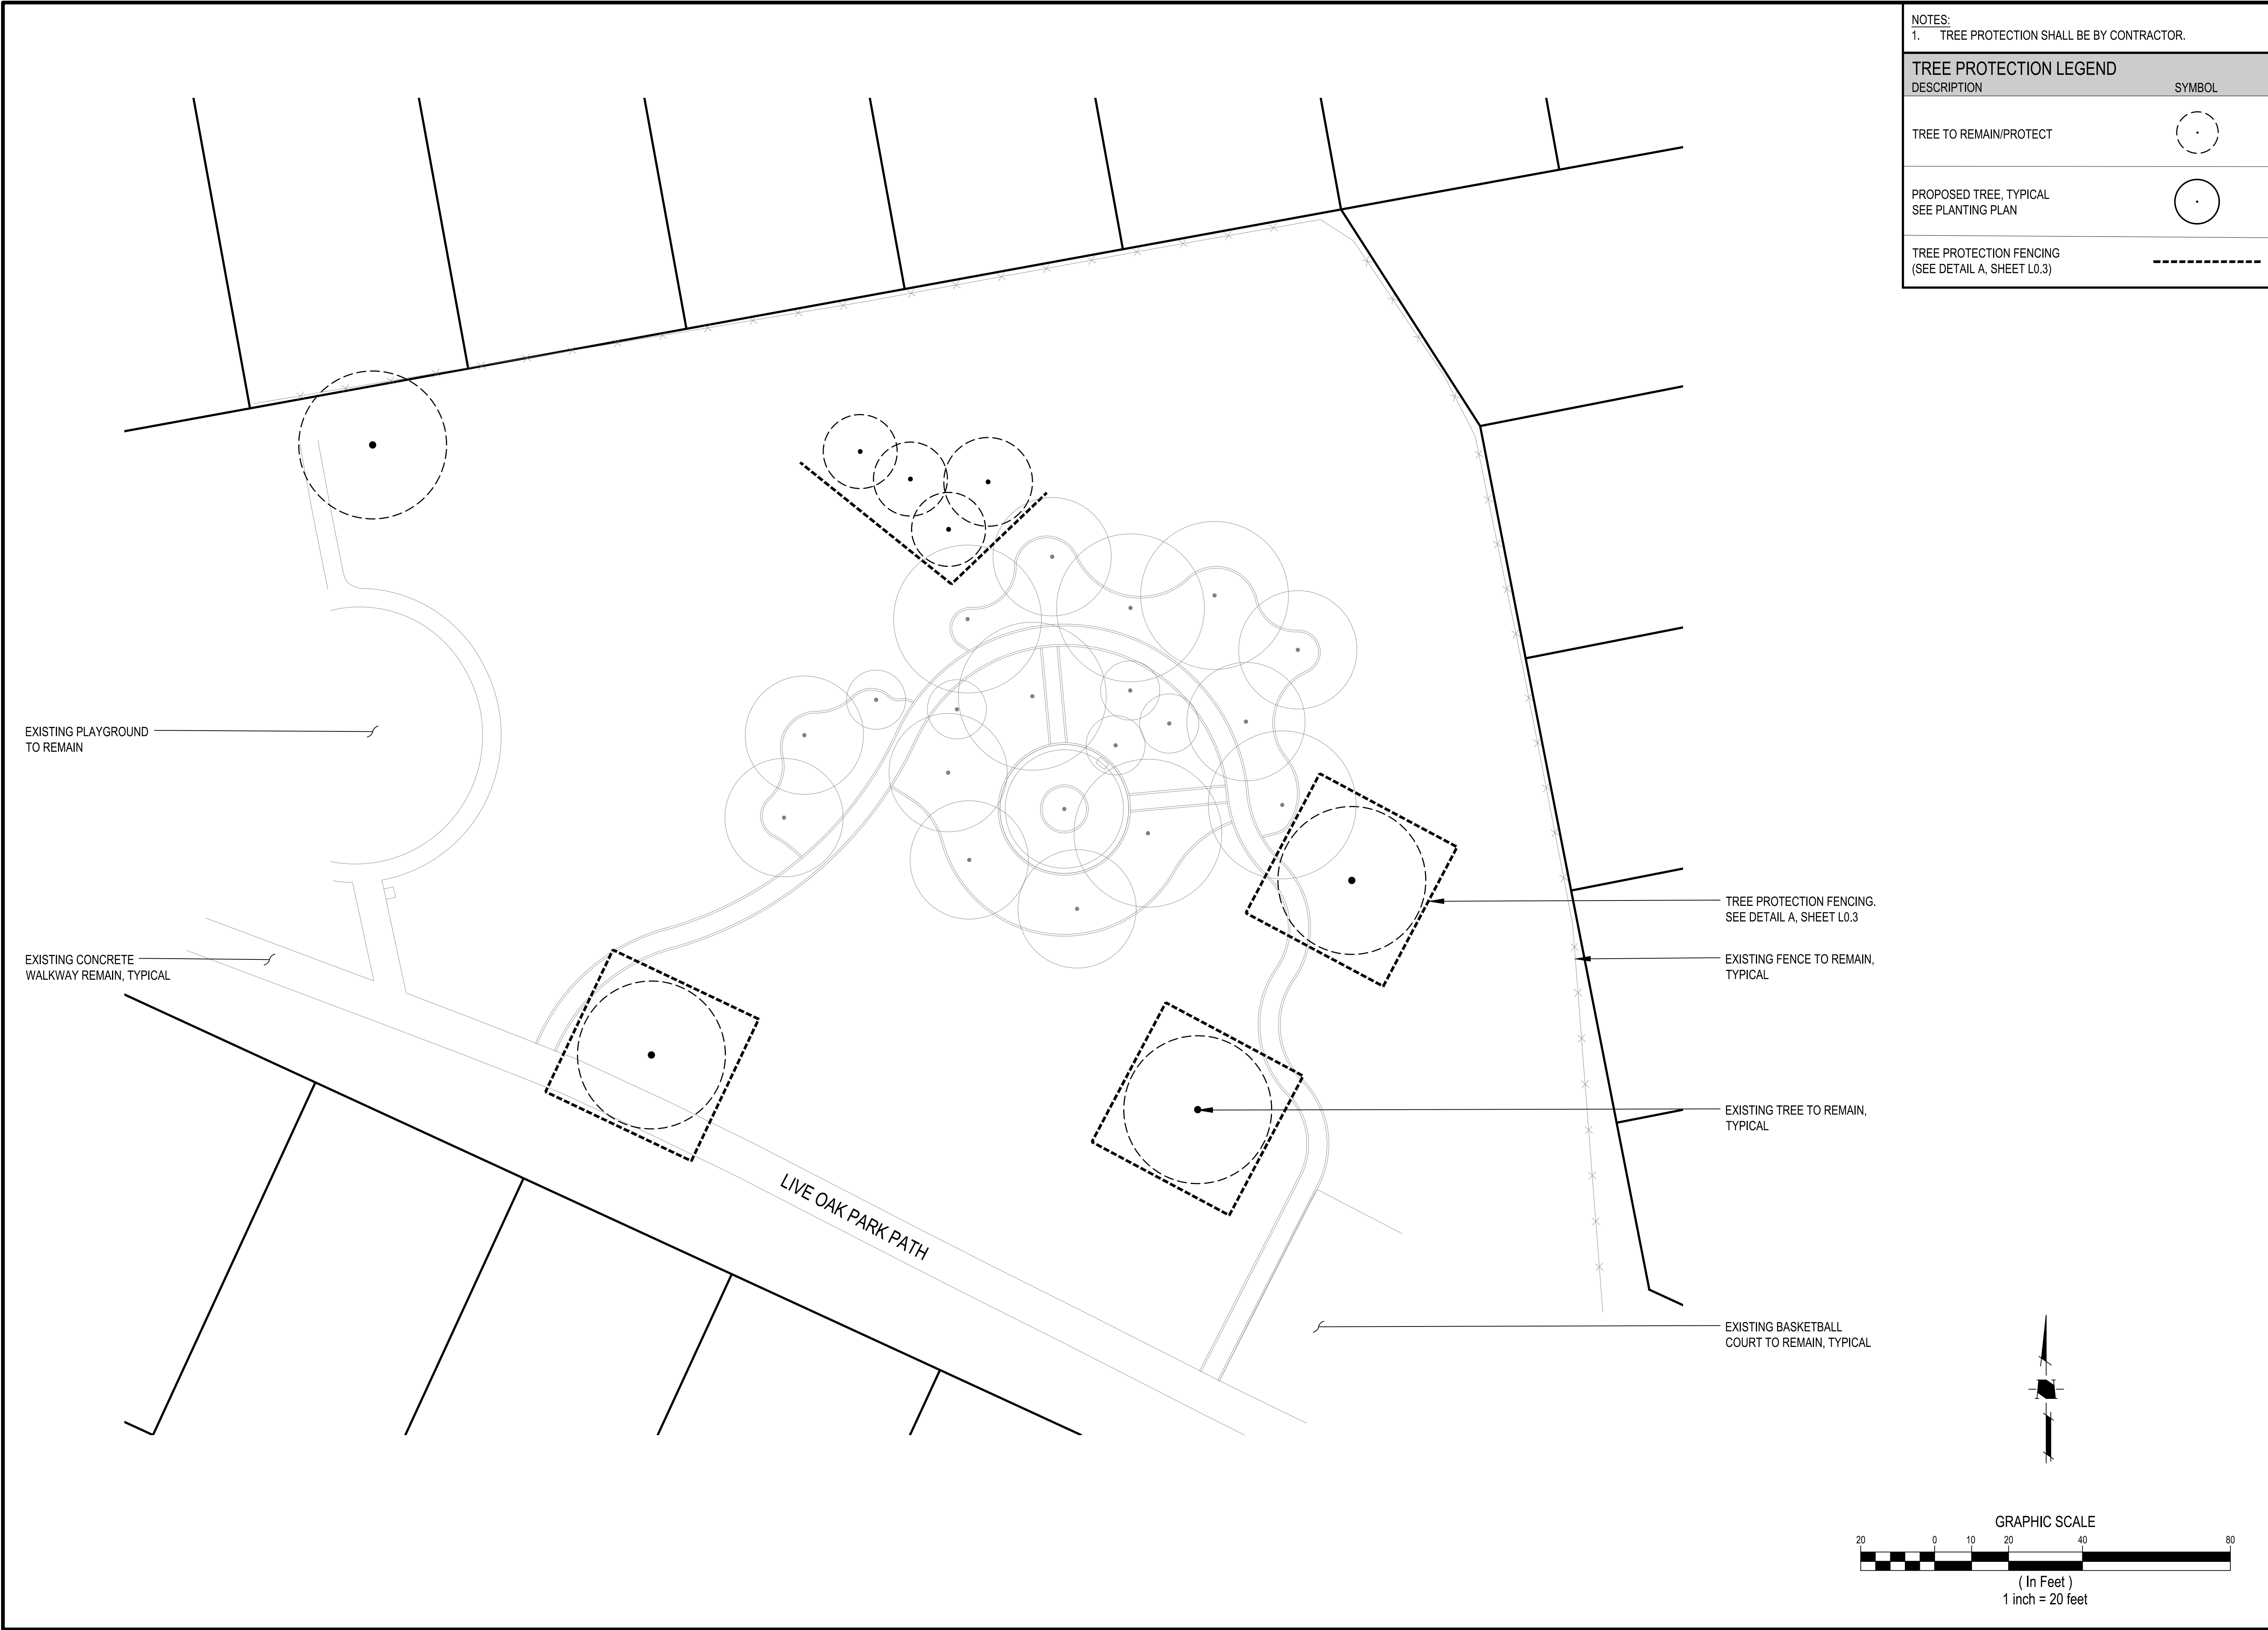 NOTES:
1. TREE PROTECTION SHALL BE BY CONTRACTOR.
TREE PROTECTION LEGEND
DESCRIPTION SYMBOL
TREE TO REMAIN/PROTECT
PROPOSED TREE, TYPICAL
SEE PLANTING PLAN
TREE PROTECTION FENCING
(SEE DETAIL A, SHEET L0.3)
EXISTING PLAYGROUND
TO REMAIN
EXISTING CONCRETE
WALKWAY REMAIN, TYPICAL
LIVE OAK PARK PATH
TREE PROTECTION FENCING.
SEE DETAIL A, SHEET L0.3
EXISTING FENCE TO REMAIN,
TYPICAL
EXISTING TREE TO REMAIN,
TYPICAL
EXISTING BASKETBALL
COURT TO REMAIN, TYPICAL
GRAPHIC SCALE
20 0 10 20 40 80
( In Feet )
1 inch = 20 feet